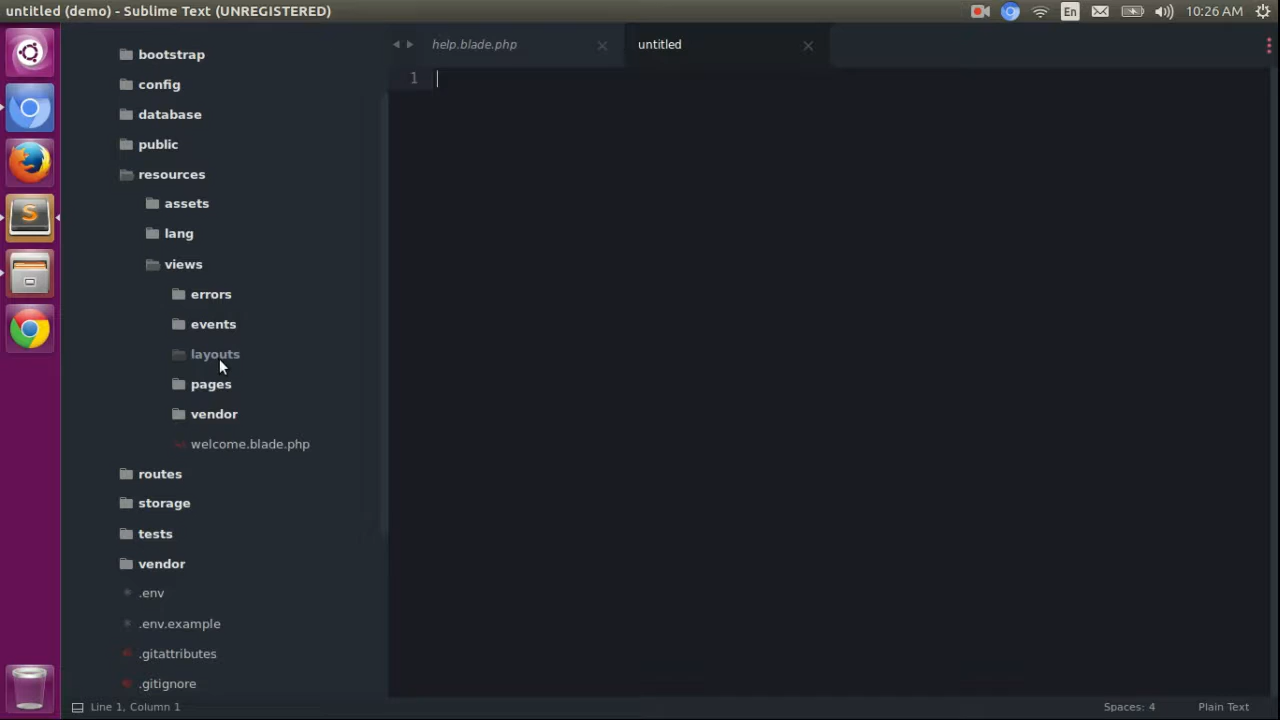 untitled (demo) - Sublime Text (UNREGISTERED)
En
10:26 AM
bootstrap
config
database
public
resources
assets
lang
views
errors
events
layouts
pages
vendor
welcome.blade.php
routes
storage
tests
vendor
.env
.env.example
.gitattributes
.gitignore
help.blade.php
untitled
1
Line 1, Column 1
Spaces: 4
Plain Text